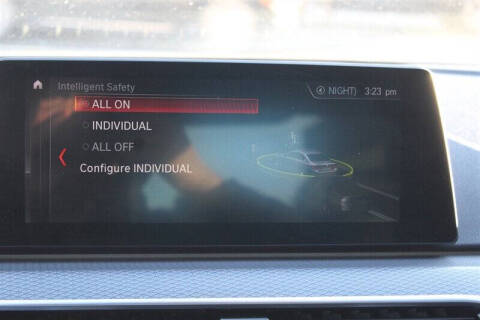 Intelligent Safety
NIGHT) 3:23 pm
ALL ON
INDIVIDUAL
ALL OFF
Configure INDIVIDUAL